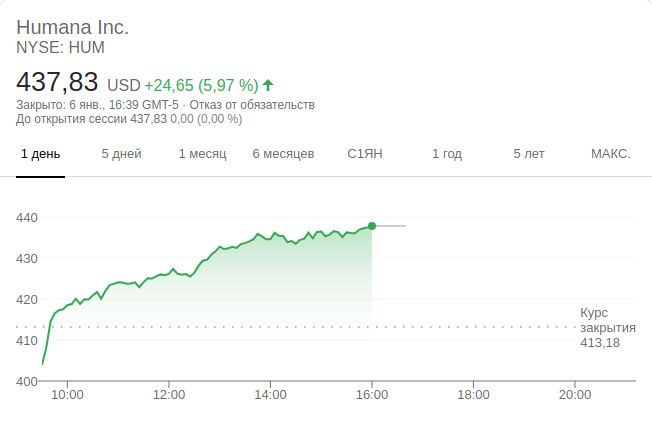 Humana Inc.
NYSE: HUM
437,83 USD +24,65 (5,97 %)
Закрыто: 6 янв., 16:39 GMT-5 · Отказ от обязательств
До открытия сессии 437,83 0,00 (0,00 %)
1 день 5 дней 1 месяц 6 месяцев С1ЯН 1 год 5 лет МАКС.
440
430
420
410
400
Курс
закрытия
413,18
10:00 12:00 14:00 16:00 18:00 20:00